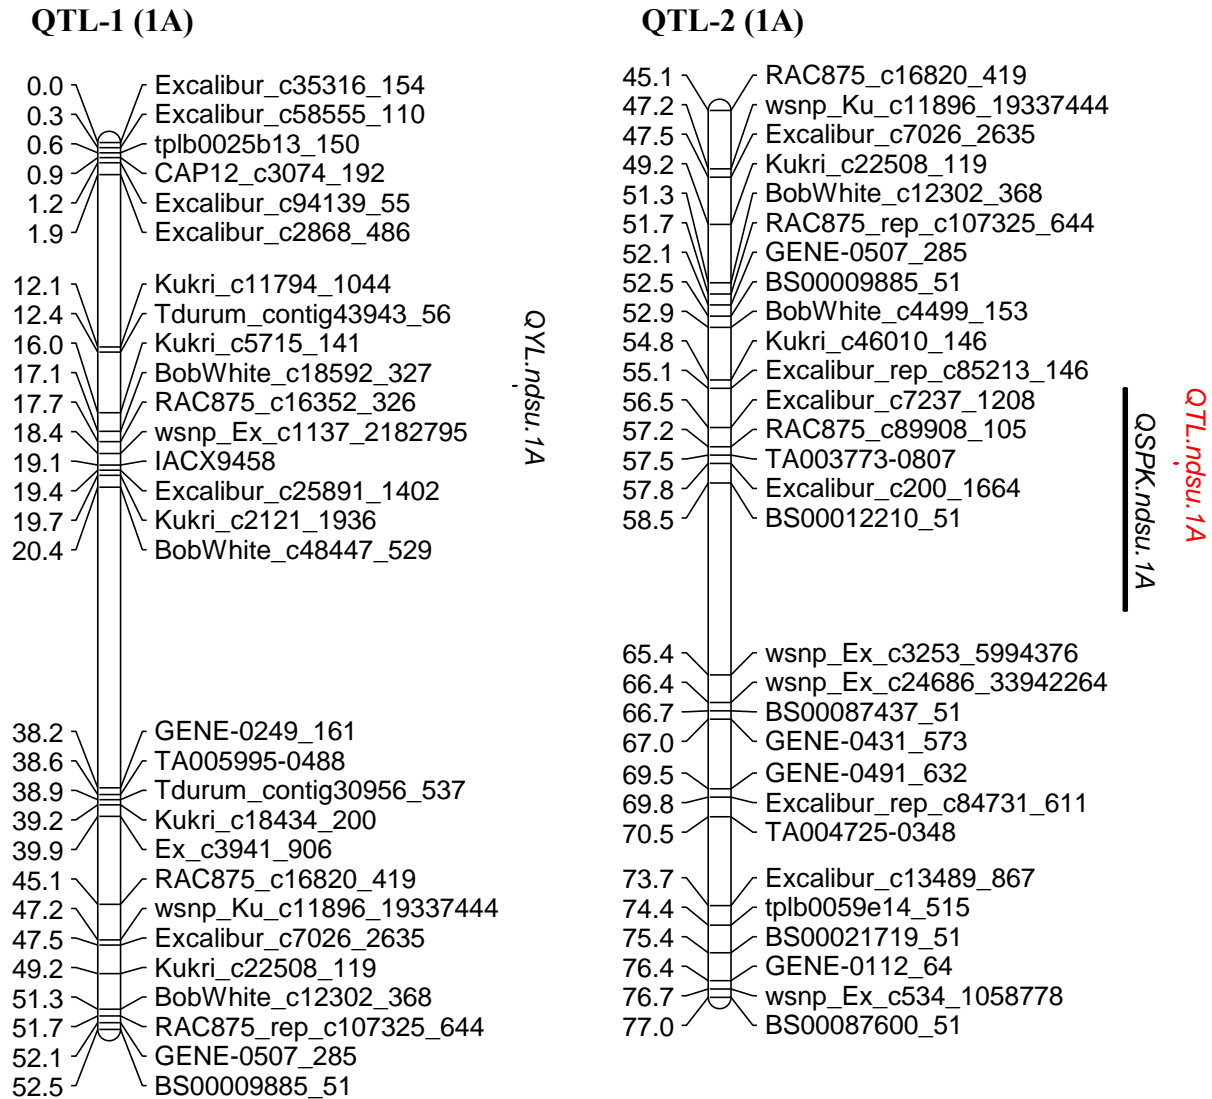 QTL-1 (1A)
0.0 Excalibur_c35316_154
0.3 Excalibur_c58555_110
0.6 tplb0025b13_150
0.9 CAP12_c3074_192
1.2 Excalibur_c94139_55
1.9 Excalibur_c2868_486
12.1 Kukri_c11794_1044
12.4 Tdurum_contig43943_56
16.0 Kukri_c5715_141
17.1 BobWhite_c18592_327
17.7 RAC875_c16352_326
18.4 wsnp_Ex_c1137_2182795
19.1 IACX9458
19.4 Excalibur_c25891_1402
19.7 Kukri_c2121_1936
20.4 BobWhite_c48447_529
38.2 GENE-0249_161
38.6 TA005995-0488
38.9 Tdurum_contig30956_537
39.2 Kukri_c18434_200
39.9 Ex_c3941_906
45.1 RAC875_c16820_419
47.2 wsnp_Ku_c11896_19337444
47.5 Excalibur_c7026_2635
49.2 Kukri_c22508_119
51.3 BobWhite_c12302_368
51.7 RAC875_rep_c107325_644
52.1 GENE-0507_285
52.5 BS00009885_51
QYL.ndsu.1A
QTL-2 (1A)
45.1 RAC875_c16820_419
47.2 wsnp_Ku_c11896_19337444
47.5 Excalibur_c7026_2635
49.2 Kukri_c22508_119
51.3 BobWhite_c12302_368
51.7 RAC875_rep_c107325_644
52.1 GENE-0507_285
52.5 BS00009885_51
52.9 BobWhite_c4499_153
54.8 Kukri_c46010_146
55.1 Excalibur_rep_c85213_146
56.5 Excalibur_c7237_1208
57.2 RAC875_c89908_105
57.5 TA003773-0807
57.8 Excalibur_c200_1664
58.5 BS00012210_51
65.4 wsnp_Ex_c3253_5994376
66.4 wsnp_Ex_c24686_33942264
66.7 BS00087437_51
67.0 GENE-0431_573
69.5 GENE-0491_632
69.8 Excalibur_rep_c84731_611
70.5 TA004725-0348
73.7 Excalibur_c13489_867
74.4 tplb0059e14_515
75.4 BS00021719_51
76.4 GENE-0112_64
76.7 wsnp_Ex_c534_1058778
77.0 BS00087600_51
QSPK.ndsu.1A
QTL.ndsu.1A